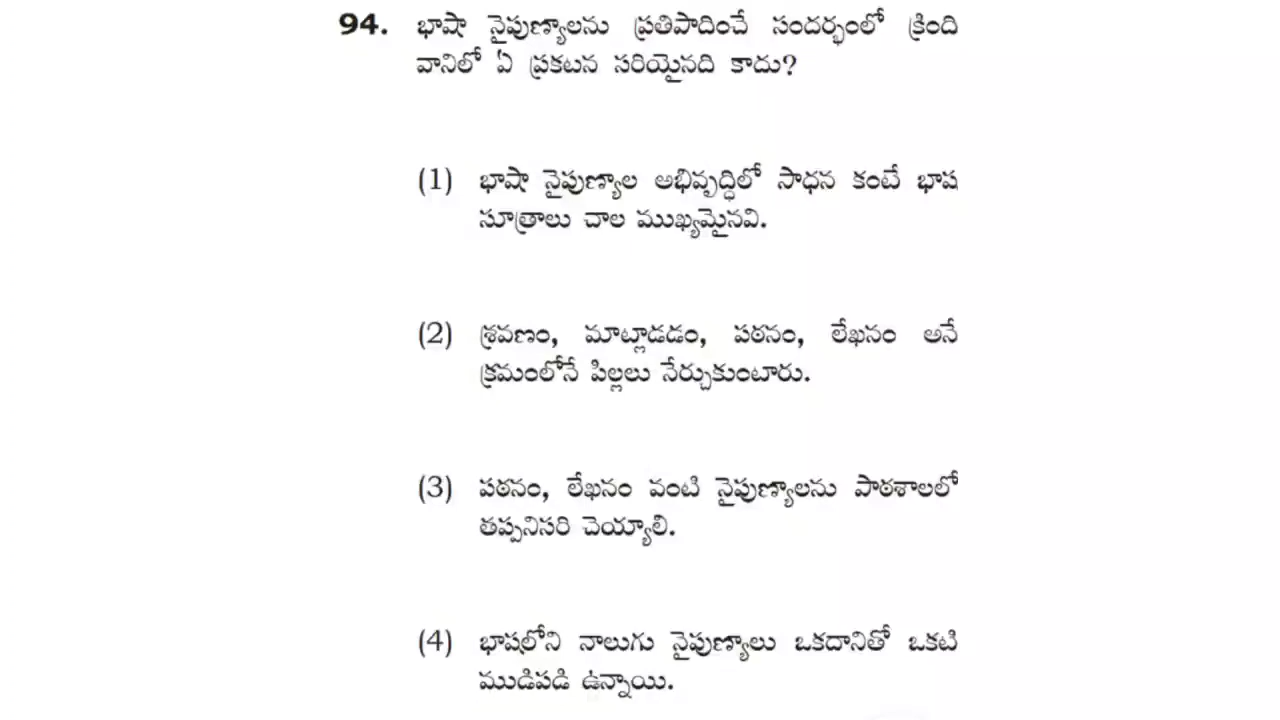 94. భాషా నైపుణ్యాలను ప్రతిపాదించే సందర్భంలో క్రింది
వానిలో ఏ ప్రకటన సరియైనది కాదు?
(1) భాషా నైపుణ్యాల అభివృద్ధిలో సాధన కంటే భాష
సూత్రాలు చాల ముఖ్యమైనవి.
(2) శ్రవణం, మాట్లాడడం, పఠనం, లేఖనం అనే
క్రమంలోనే పిల్లలు నేర్చుకుంటారు.
(3) పఠనం, లేఖనం వంటి నైపుణ్యాలను పాఠశాలలో
తప్పనిసరి చెయ్యాలి.
(4) భాషలోని నాలుగు నైపుణ్యాలు ఒకదానితో ఒకటి
ముడిపడి ఉన్నాయి.